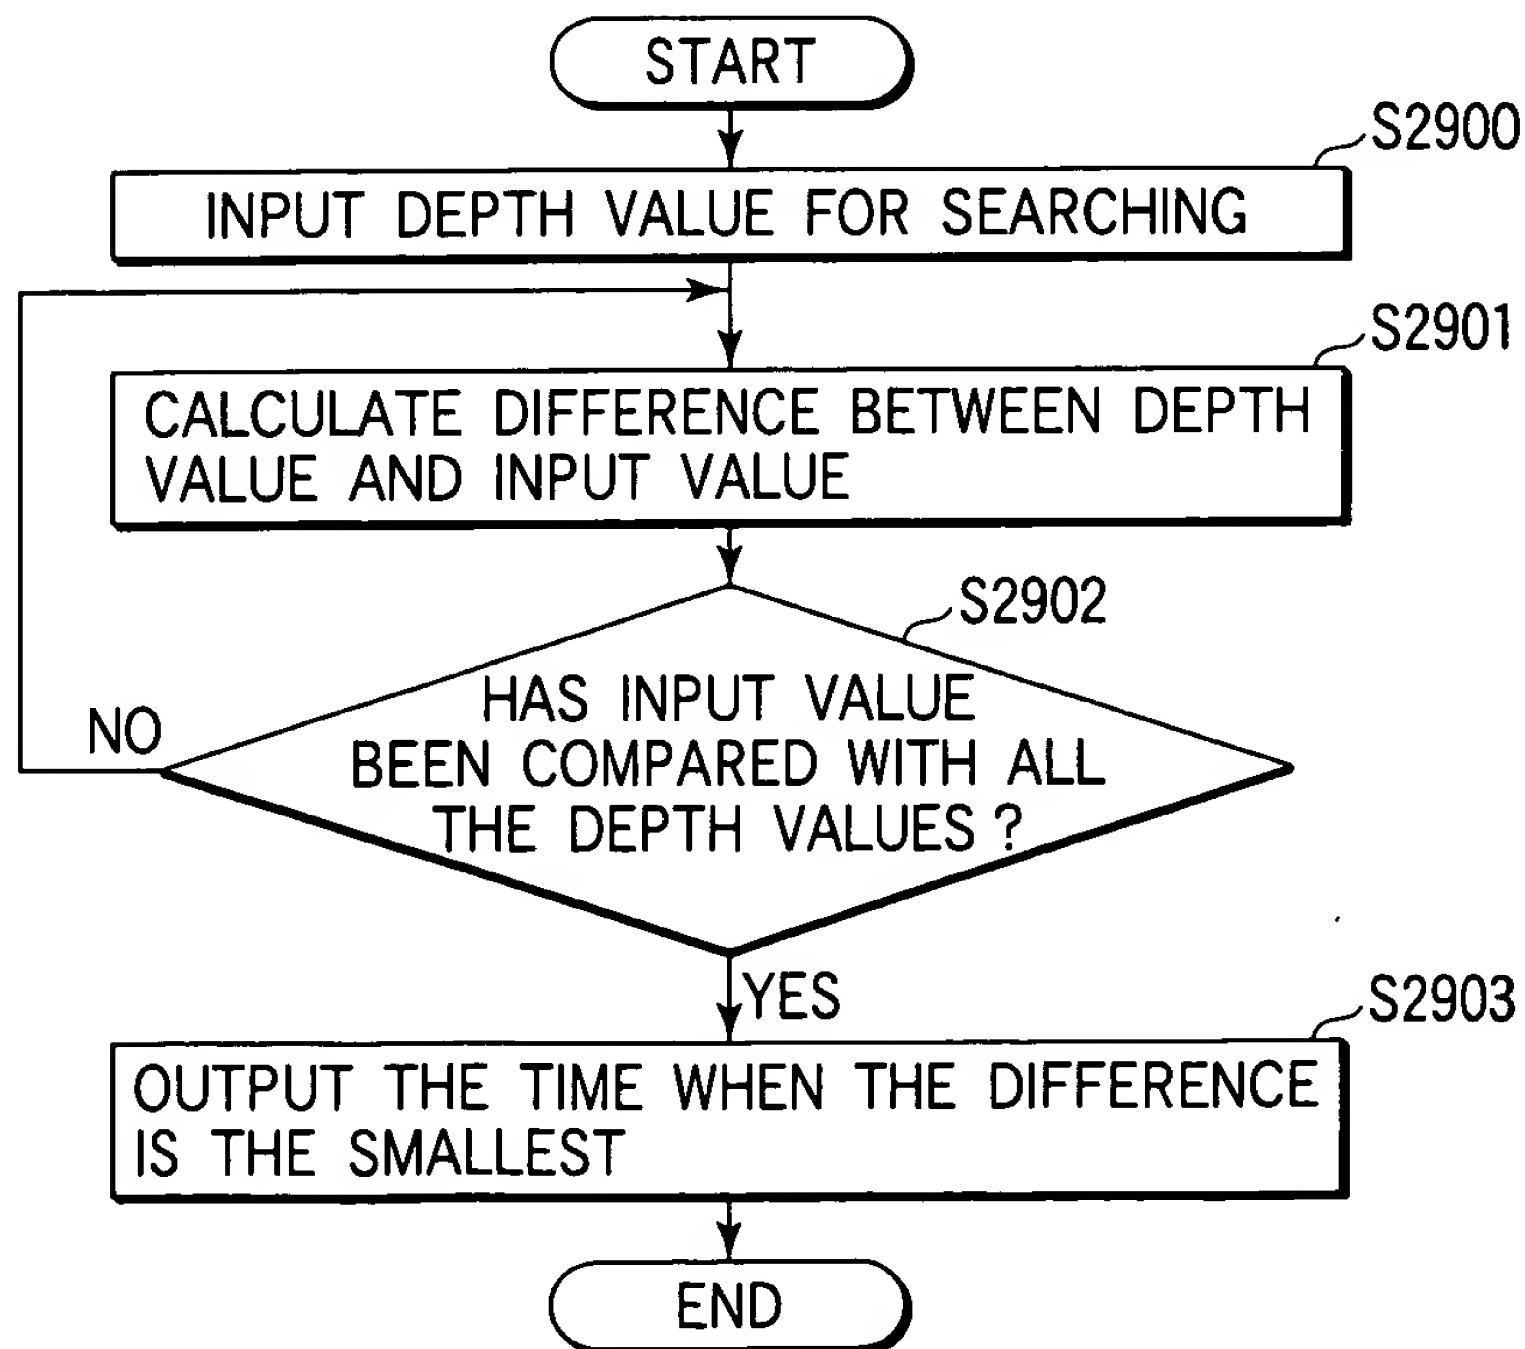 START
S2900
INPUT DEPTH VALUE FOR SEARCHING
S2901
CALCULATE DIFFERENCE BETWEEN DEPTH
VALUE AND INPUT VALUE
S2902
HAS INPUT VALUE
BEEN COMPARED WITH ALL
THE DEPTH VALUES ?
NO
YES
S2903
OUTPUT THE TIME WHEN THE DIFFERENCE
IS THE SMALLEST
END